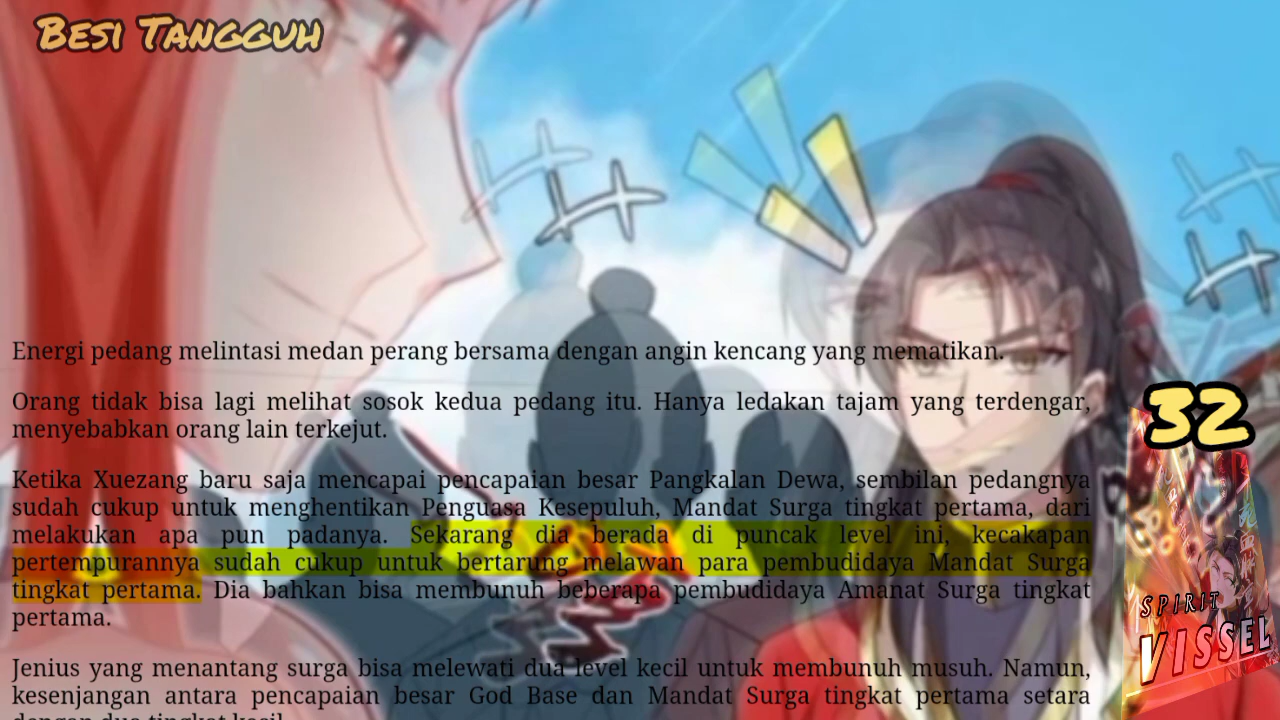 Besi Tangguh
Energi pedang melintasi medan perang bersama dengan angin kencang yang mematikan.
Orang tidak bisa lagi melihat sosok kedua pedang itu. Hanya ledakan tajam yang terdengar,
menyebabkan orang lain terkejut.
Ketika Xuezang baru saja mencapai pencapaian besar Pangkalan Dewa, sembilan pedangnya
sudah cukup untuk menghentikan Penguasa Kesepuluh, Mandat Surga tingkat pertama, dari
melakukan apa pun padanya. Sekarang dia berada di puncak level ini, kecakapan
pertempurannya sudah cukup untuk bertarung melawan para pembudidaya Mandat Surga
tingkat pertama. Dia bahkan bisa membunuh beberapa pembudidaya Amanat Surga tingkat
pertama.
Jenius yang menantang surga bisa melewati dua level kecil untuk membunuh musuh. Namun,
kesenjangan antara pencapaian besar God Base dan Mandat Surga tingkat pertama setara
dengan dua tingkat kecil.
32
SPIRIT
VISSEL